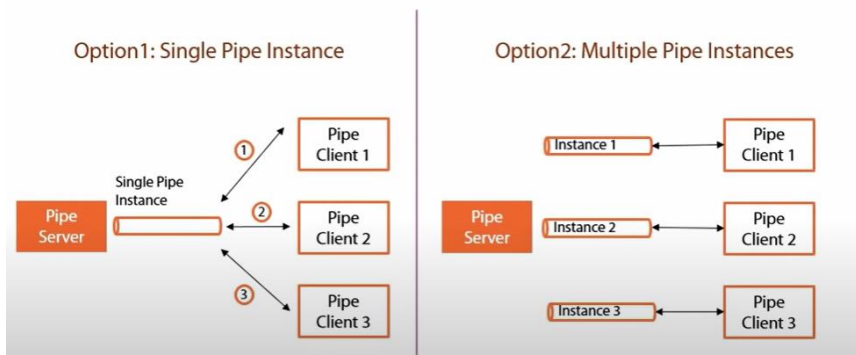 Option1: Single Pipe Instance
Pipe
Client 1
1
Single Pipe
Instance
Pipe
Server
2
Pipe
Client 2
3
Pipe
Client 3
Option2: Multiple Pipe Instances
Instance 1
Pipe
Client 1
Pipe
Server
Instance 2
Pipe
Client 2
Instance 3
Pipe
Client 3